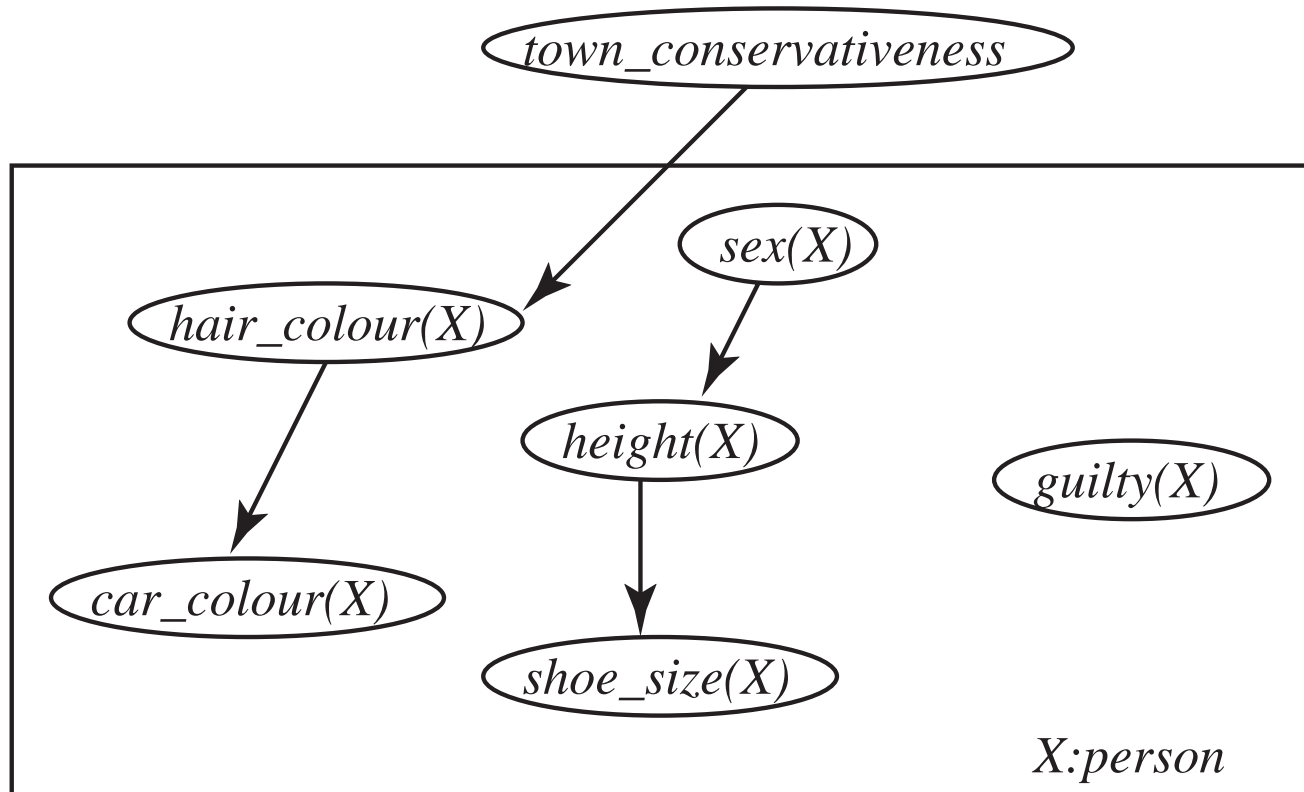 town_conservativeness
sex(X)
hair_colour(X)
height(X)
guilty(X)
car_colour(X)
shoe_size(X)
X:person